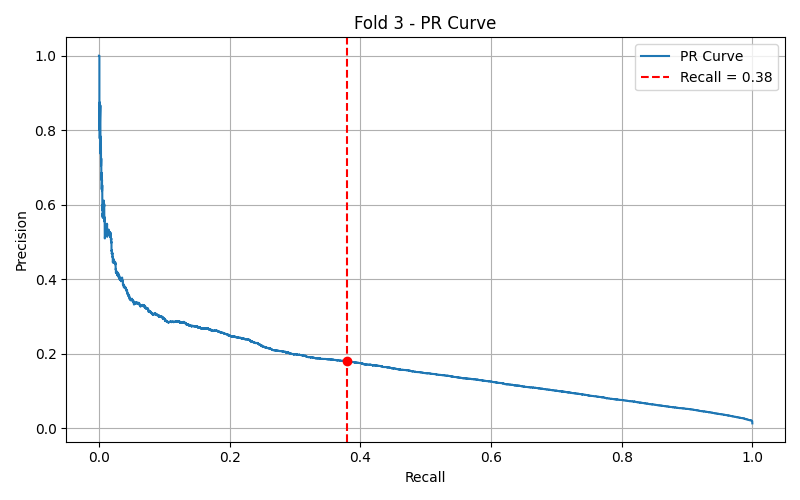 Fold 3 - PR Curve
PR Curve
Recall = 0.38
1.0
0.8
0.6
0.4
0.2
0.0
Precision
0.0 0.2 0.4 0.6 0.8 1.0
Recall